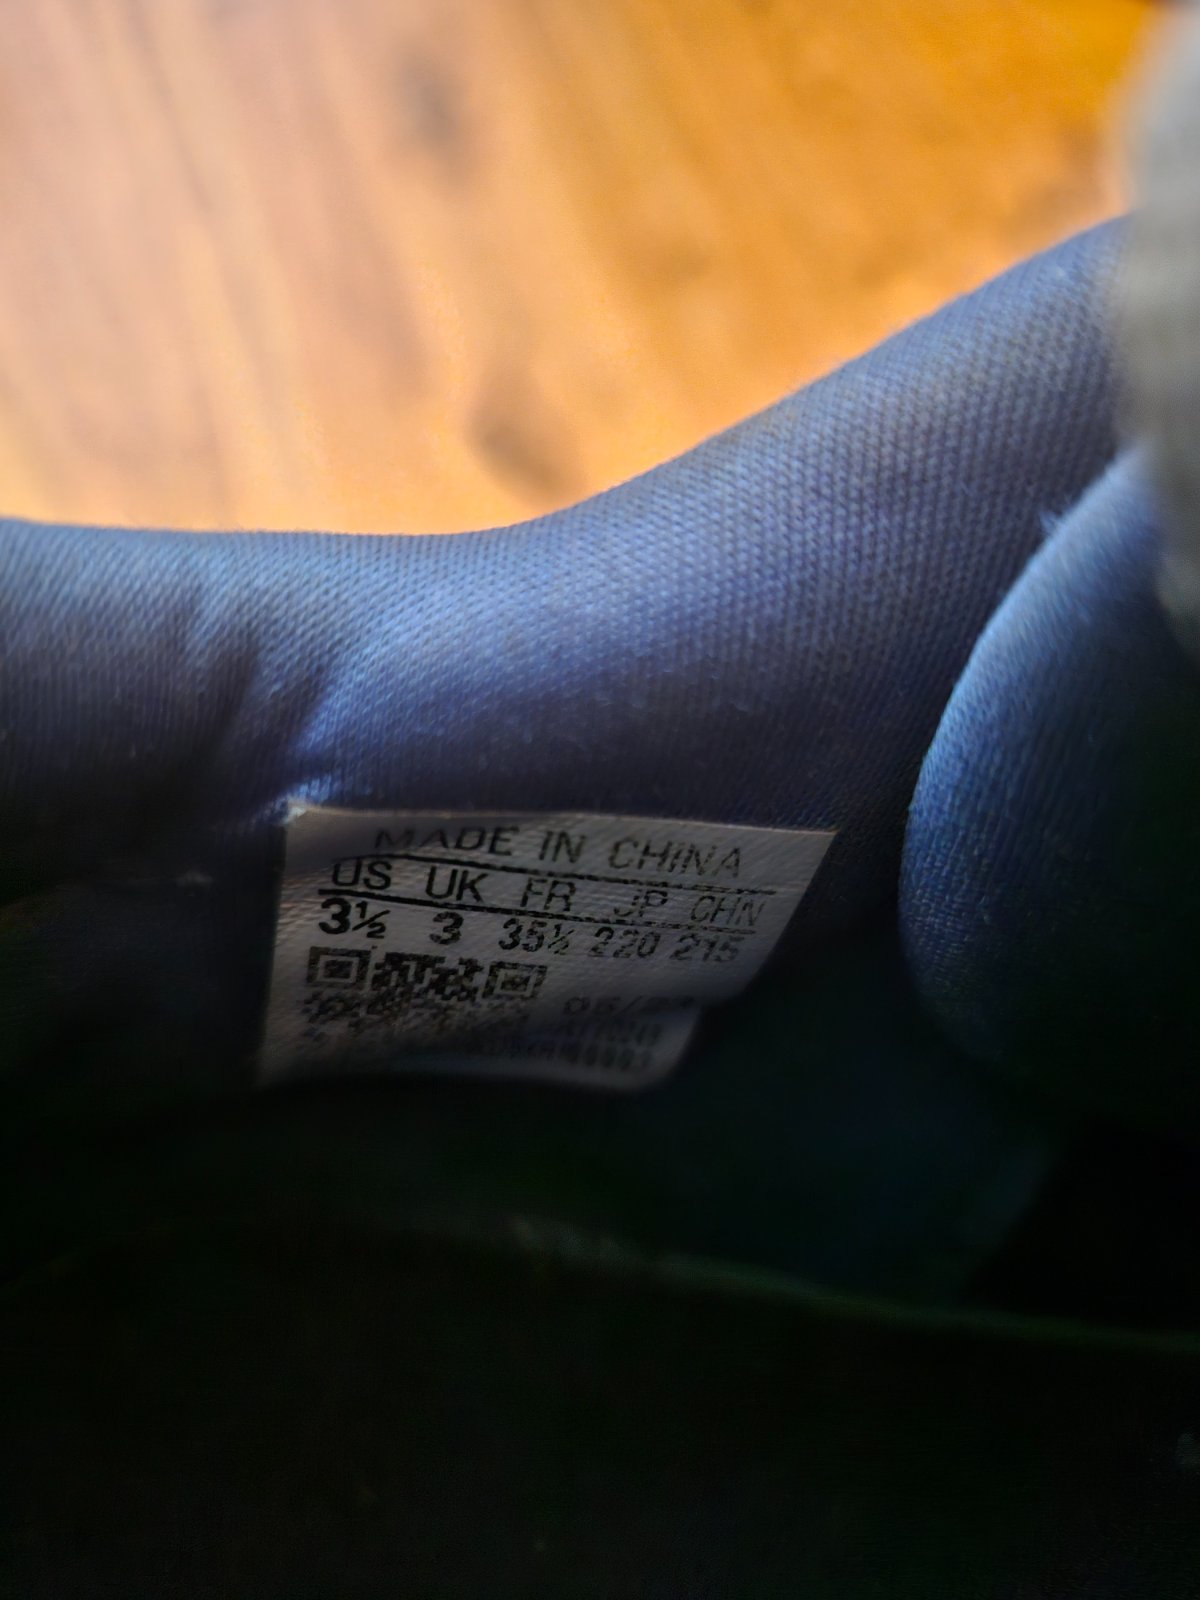 MADE IN CHINA
US UK FR JP CHN
3½ 3 35½ 220 215